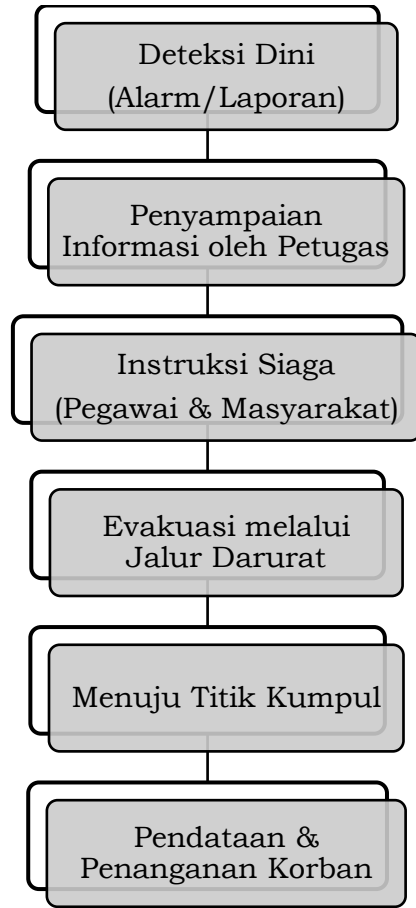 Deteksi Dini
(Alarm/Laporan)
Penyampaian
Informasi oleh Petugas
Instruksi Siaga
(Pegawai & Masyarakat)
Evakuasi melalui
Jalur Darurat
Menuju Titik Kumpul
Pendataan &
Penanganan Korban